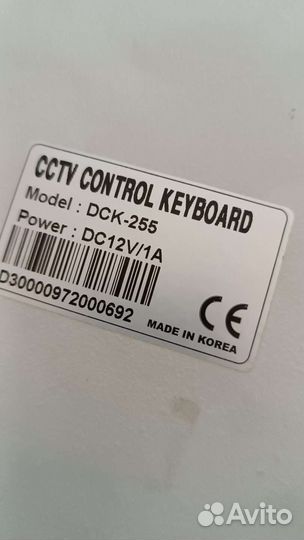 CCTV CONTROL KEYBOARD
Model : DCK-255
Power : DC12V/1A
D30000972000692
CE
MADE IN KOREA
Avito